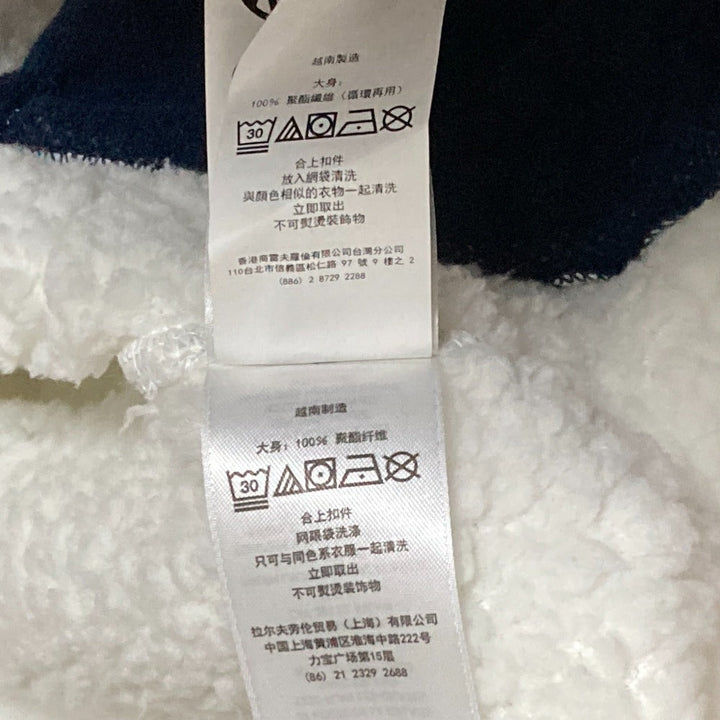 越南製造
大身：
100% 聚酯纖維（循環再用）
30
合上扣件
放入網袋清洗
與顏色相似的衣物一起清洗
立即取出
不可熨燙裝飾物
香港商雷夫羅倫有限公司台灣分公司
110台北市信義區松仁路 97 號 9 樓之 2
(886) 2 8729 2288
越南制造
大身：100% 聚酯纤维
30
合上扣件
网眼袋洗涤
只可与同色系衣服一起清洗
立即取出
不可熨烫装饰物
拉尔夫劳伦贸易（上海）有限公司
中国上海黄浦区淮海中路222号
力宝广场第15层
(86) 21 2329 2688